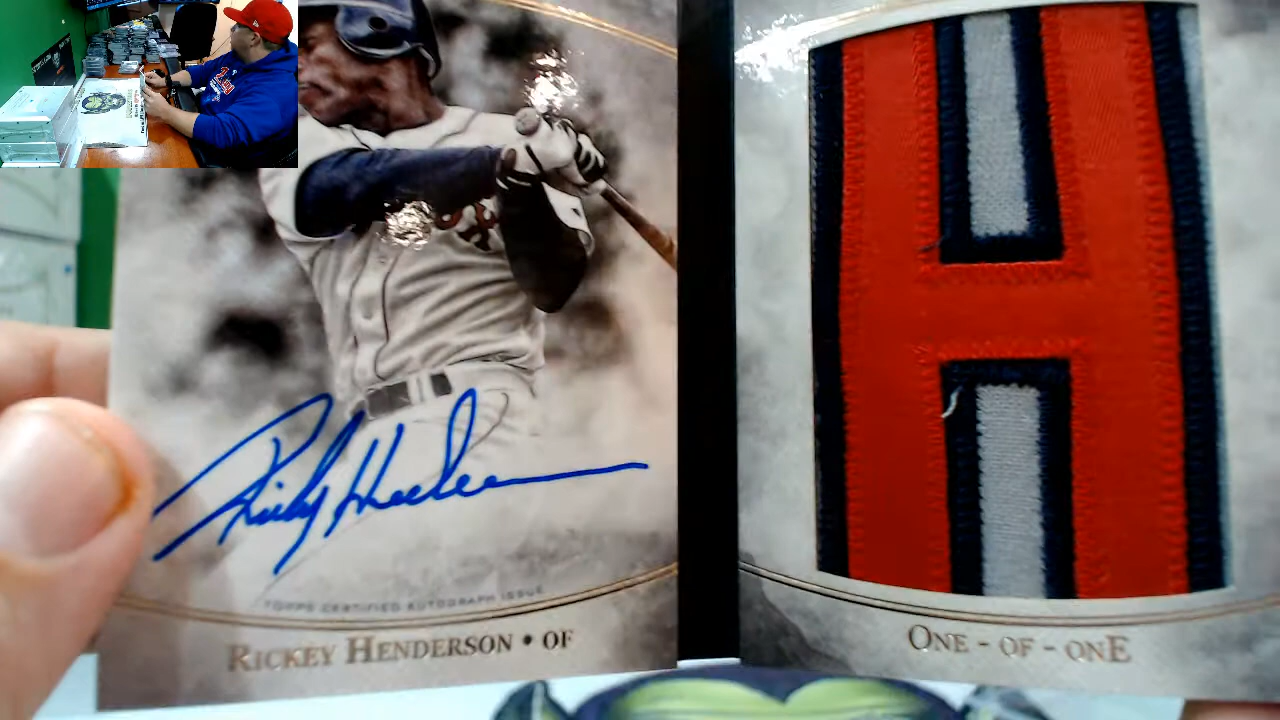 H
Rickey Henderson
TOPPS CERTIFIED AUTOGRAPH ISSUE
RICKEY HENDERSON • OF
ONE - OF - ONE